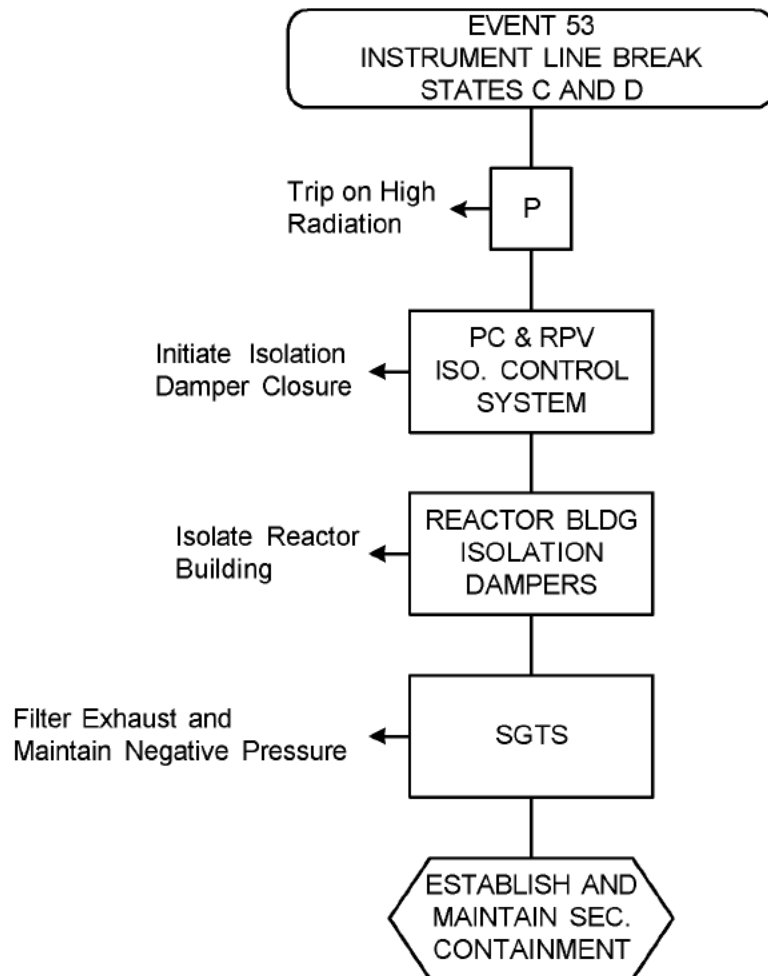 EVENT 53
INSTRUMENT LINE BREAK
STATES C AND D
Trip on High
Radiation
P
Initiate Isolation
Damper Closure
PC & RPV
ISO. CONTROL
SYSTEM
Isolate Reactor
Building
REACTOR BLDG
ISOLATION
DAMPERS
Filter Exhaust and
Maintain Negative Pressure
SGTS
ESTABLISH AND
MAINTAIN SEC.
CONTAINMENT